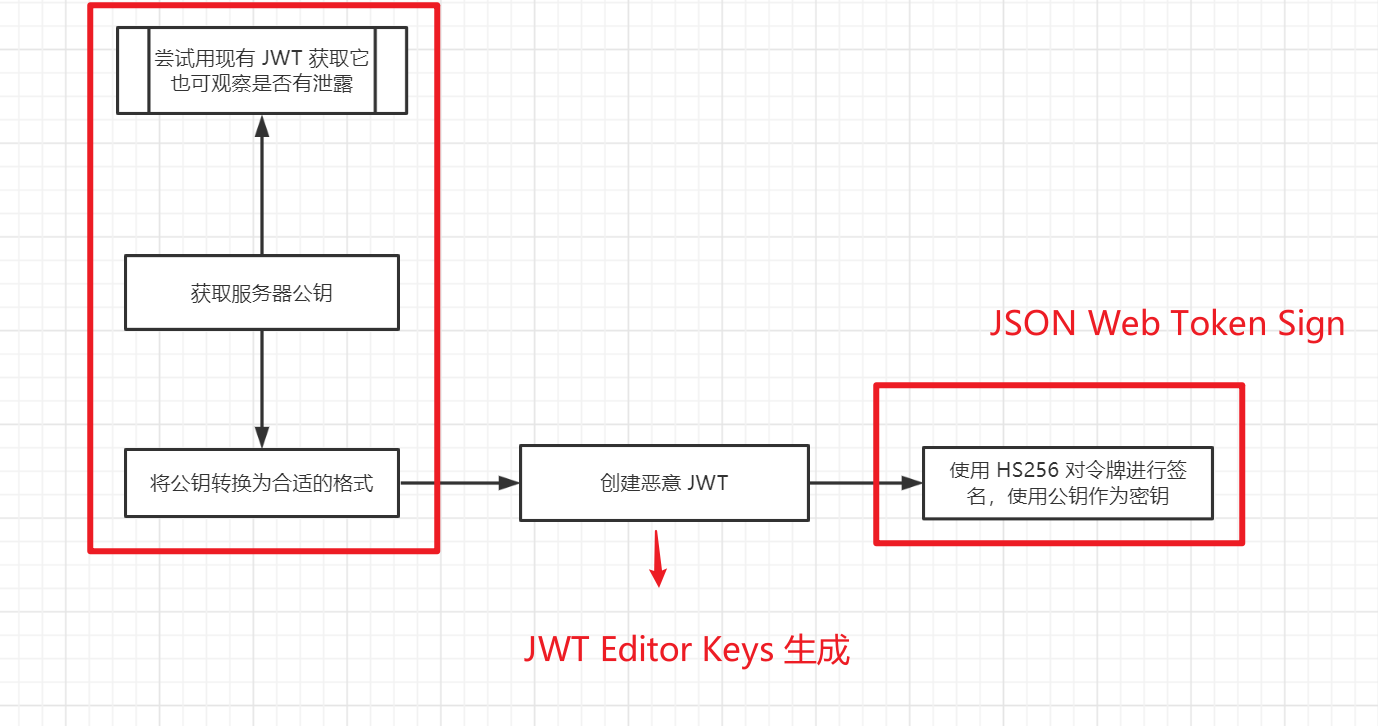 尝试用现有 JWT 获取它
也可观察是否有泄露
获取服务器公钥
JSON Web Token Sign
将公钥转换为合适的格式
创建恶意 JWT
使用 HS256 对令牌进行签
名，使用公钥作为密钥
JWT Editor Keys 生成